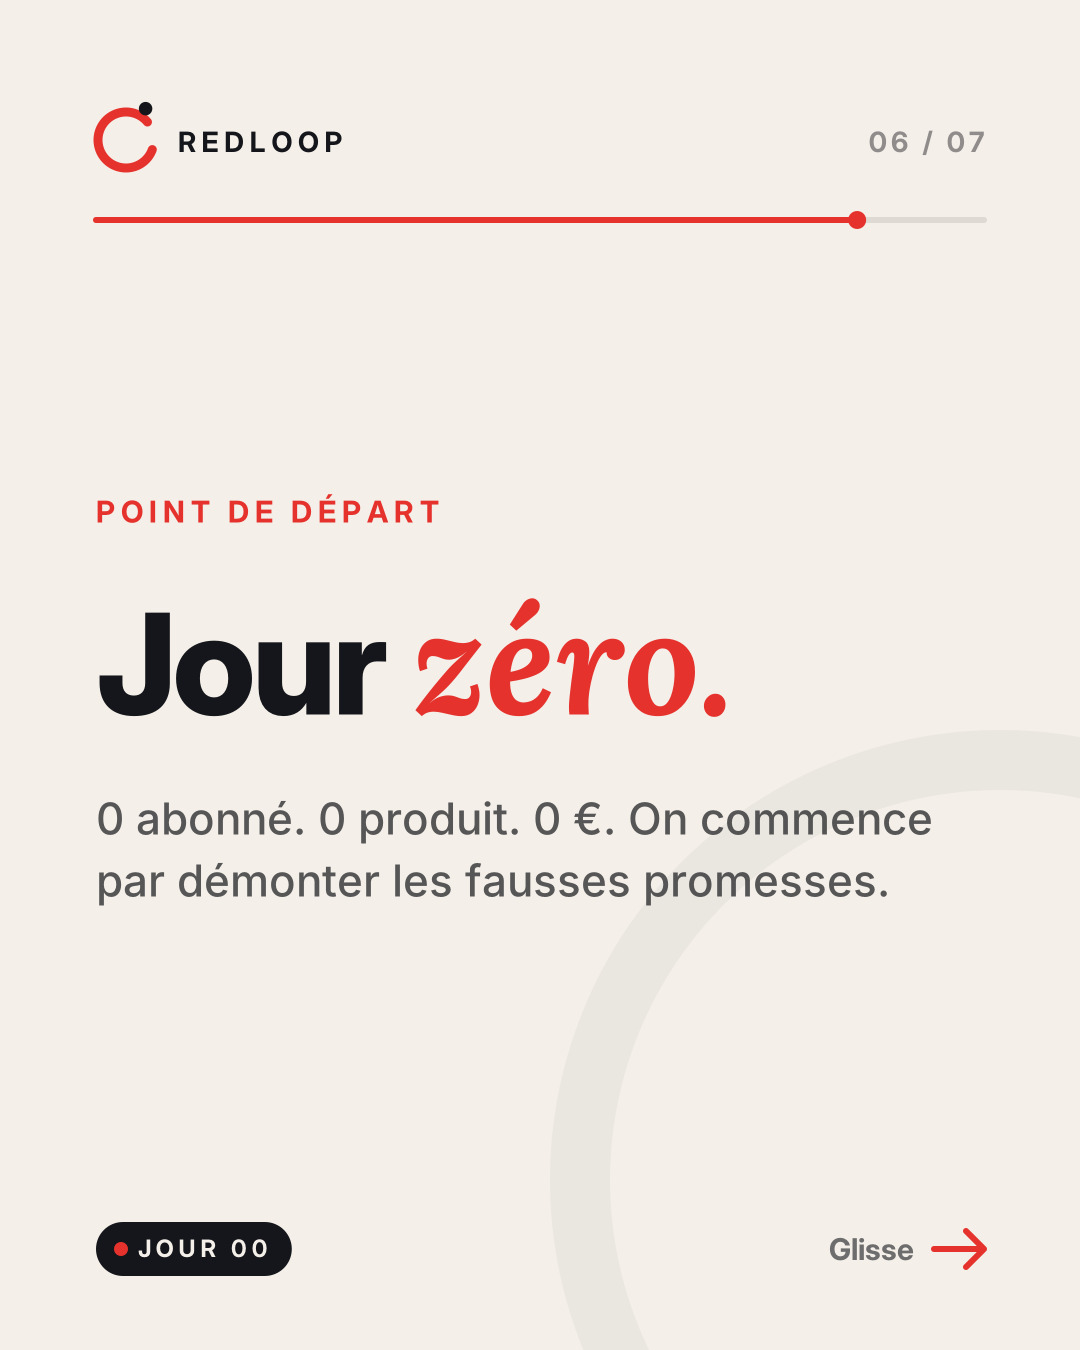 REDLOOP
06 / 07
POINT DE DÉPART
Jour zéro.
0 abonné. 0 produit. 0 €. On commence
par démonter les fausses promesses.
JOUR 00
Glisse